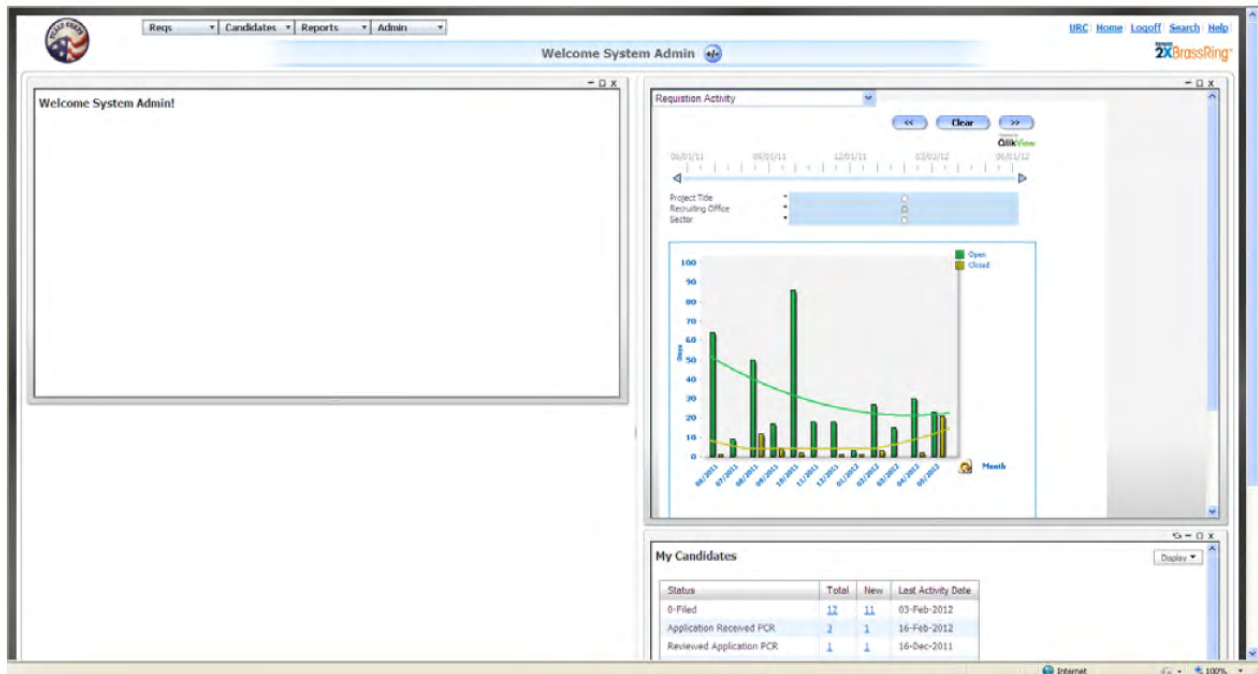 PEACE CORPS
Reqs Candidates Reports Admin
URC Home Logoff Search Help
Welcome System Admin
2XBrassRing
Welcome System Admin!
Requistion Activity
<< Clear >>
QlikView
06/01/11 09/01/11 12/01/11 03/02/12 06/01/12
Project Title
Recruiting Office
Sector
Open
Closed
100
90
80
70
60
50
40
30
20
10
0
Days
06/2011 07/2011 08/2011 09/2011 10/2011 11/2011 12/2011 01/2012 02/2012 03/2012 04/2012 05/2012
Month
My Candidates
Display
Status Total New Last Activity Date
0-Filed 12 11 03-Feb-2012
Application Received PCR 3 1 16-Feb-2012
Reviewed Application PCR 1 1 16-Dec-2011
Internet 100%